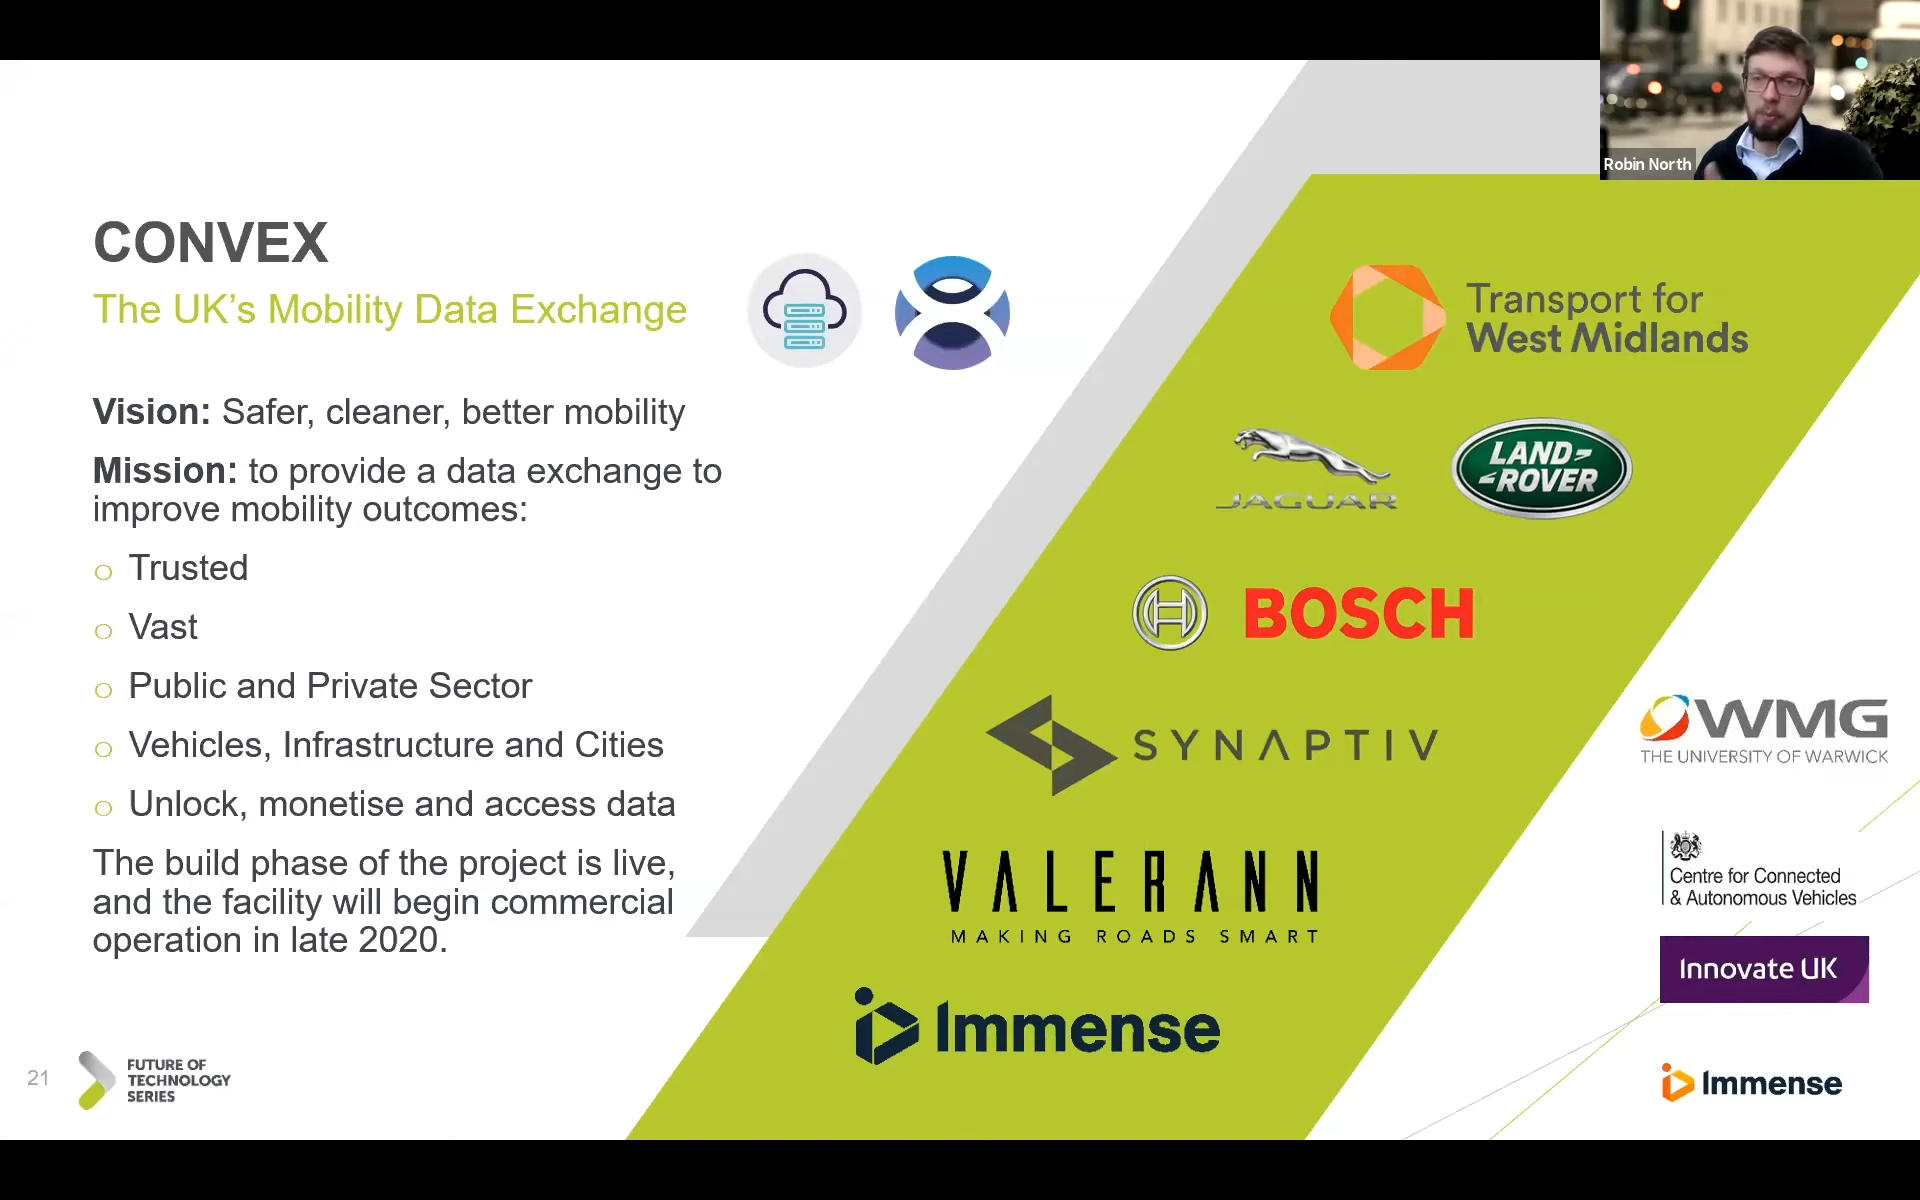 Robin North
CONVEX
The UK's Mobility Data Exchange
Vision: Safer, cleaner, better mobility
Mission: to provide a data exchange to
improve mobility outcomes:
o Trusted
o Vast
o Public and Private Sector
o Vehicles, Infrastructure and Cities
o Unlock, monetise and access data
The build phase of the project is live,
and the facility will begin commercial
operation in late 2020.
21
FUTURE OF
TECHNOLOGY
SERIES
Transport for
West Midlands
JAGUAR
LAND-
-ROVER
BOSCH
SYNAPTIV
VALERANN
MAKING ROADS SMART
Immense
WMG
THE UNIVERSITY OF WARWICK
Centre for Connected
& Autonomous Vehicles
Innovate UK
Immense